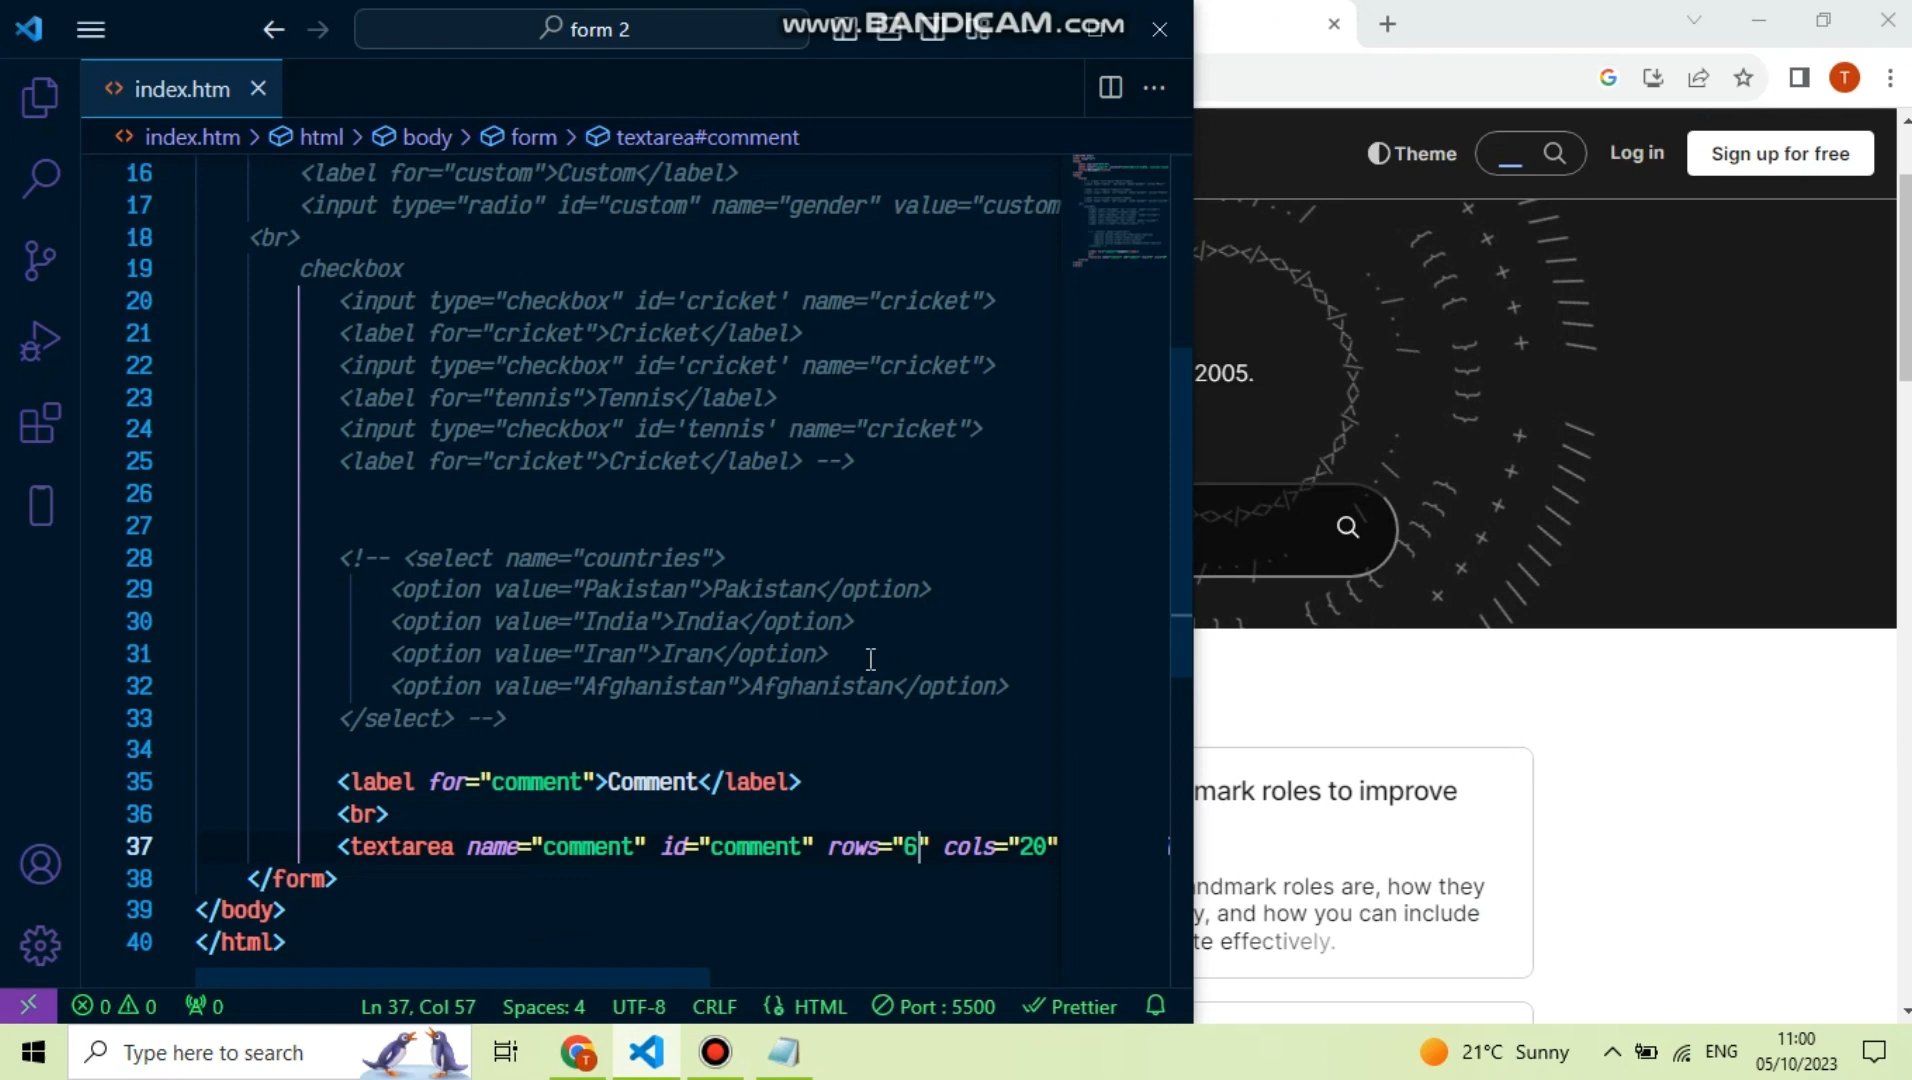 form 2
www.BANDICAM.com
index.htm
index.htm > html > body > form > textarea#comment
16 <label for="custom">Custom</label>
17 <input type="radio" id="custom" name="gender" value="custom
18 <br>
19 checkbox
20 <input type="checkbox" id='cricket' name="cricket">
21 <label for="cricket">Cricket</label>
22 <input type="checkbox" id='cricket' name="cricket">
23 <label for="tennis">Tennis</label>
24 <input type="checkbox" id='tennis' name="cricket">
25 <label for="cricket">Cricket</label> -->
26
27
28 <!-- <select name="countries">
29 <option value="Pakistan">Pakistan</option>
30 <option value="India">India</option>
31 <option value="Iran">Iran</option>
32 <option value="Afghanistan">Afghanistan</option>
33 </select> -->
34
35 <label for="comment">Comment</label>
36 <br>
37 <textarea name="comment" id="comment" rows="6" cols="20"
38 </form>
39 </body>
40 </html>
0 0 0 Ln 37, Col 57 Spaces: 4 UTF-8 CRLF {} HTML Port : 5500 Prettier
T
Theme Log in Sign up for free
2005.
mark roles to improve
andmark roles are, how they
y, and how you can include
te effectively.
Type here to search
21°C Sunny ENG 11:00
05/10/2023